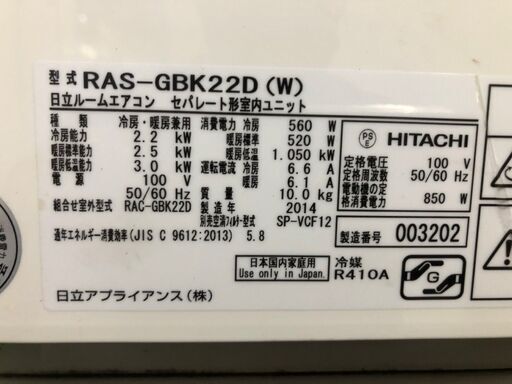 型式 RAS-GBK22D (W)
日立ルームエアコン セパレート形室内ユニット
種類 冷房・暖房兼用
冷房能力 2.2 kW
暖房標準能力 2.5 kW
暖房低温能力 3.0 kW
電源 100 V
50/60 Hz
組合せ室外型式 RAC-GBK22D
消費電力 冷房 560 W
暖房標準 520 W
暖房低温 1.050 kW
運転電流 冷房 6.6 A
暖房 6.1 A
質量 10.0 kg
製造年 2014
別売空清フィルター型式
SP-VCF12
通年エネルギー消費効率(JIS C 9612:2013) 5.8
PS
E
HITACHI
定格電圧 100 V
定格周波数 50/60 Hz
電動機の定格消費電力 850 W
製造番号 003202
日本国内家庭用
Use only in Japan
冷媒
R410A
G
日立アプライアンス(株)